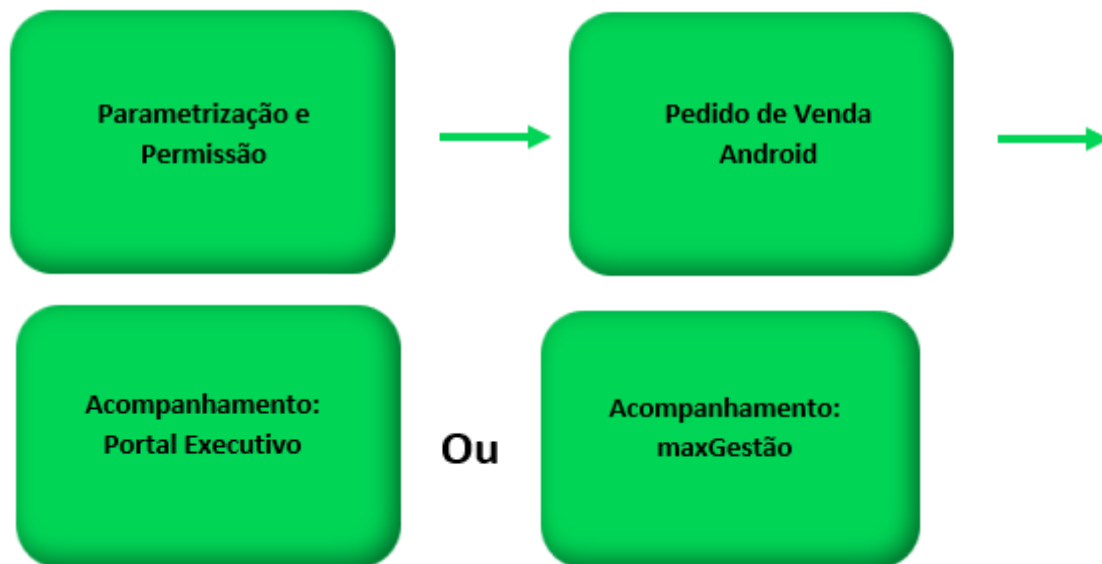 Parametrização e
Permissão
Pedido de Venda
Android
Acompanhamento:
Portal Executivo
Ou
Acompanhamento:
maxGestão